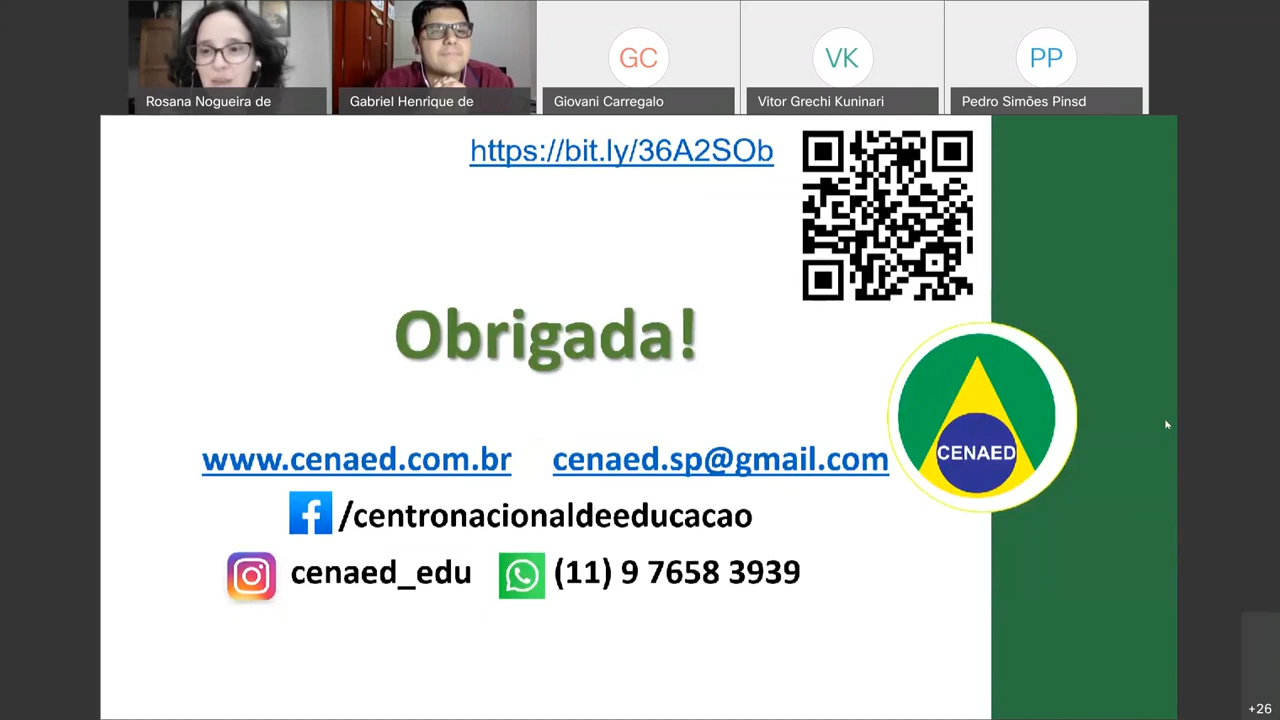 GC
VK
PP
Rosana Nogueira de
Gabriel Henrique de
Giovani Carregalo
Vitor Grechi Kuninari
Pedro Simões Pinsd
https://bit.ly/36A2SOb
Obrigada!
CENAED
www.cenaed.com.br cenaed.sp@gmail.com
/centronacionaldeeducacao
cenaed_edu (11) 9 7658 3939
+26